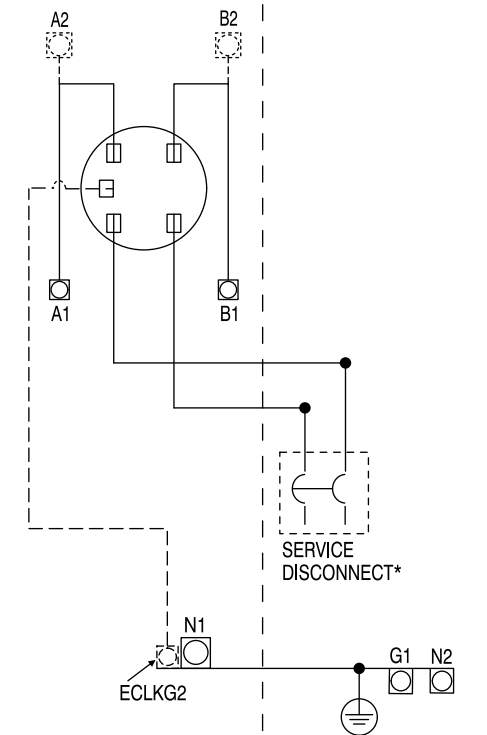 A2
B2
A1
B1
SERVICE
DISCONNECT*
N1
G1
N2
ECLKG2